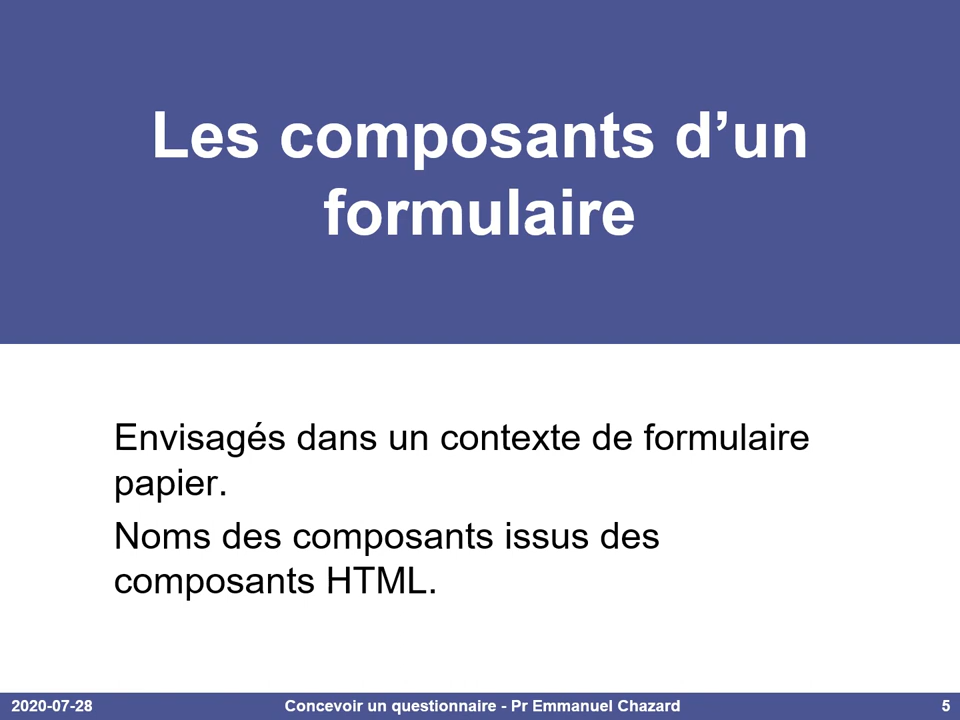 Les composants d’un
formulaire
Envisagés dans un contexte de formulaire
papier.
Noms des composants issus des
composants HTML.
2020-07-28 Concevoir un questionnaire - Pr Emmanuel Chazard 5